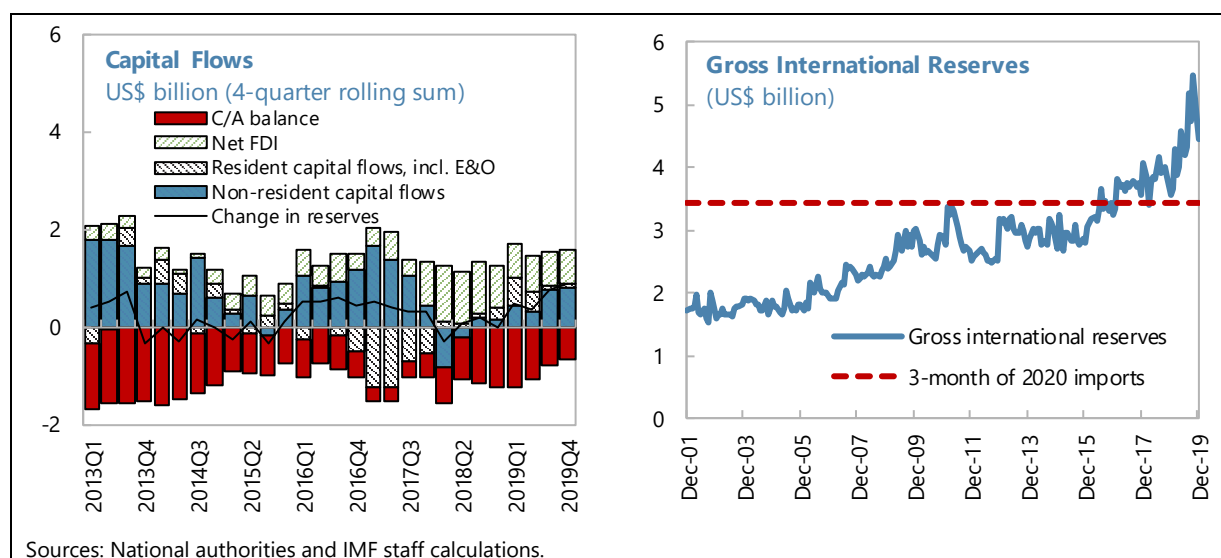 Capital Flows
US$ billion (4-quarter rolling sum)
C/A balance
Net FDI
Resident capital flows, incl. E&O
Non-resident capital flows
Change in reserves
6
4
2
0
-2
2013Q1
2013Q4
2014Q3
2015Q2
2016Q1
2016Q4
2017Q3
2018Q2
2019Q1
2019Q4
Gross International Reserves
(US$ billion)
6
5
4
3
2
1
0
Gross international reserves
3-month of 2020 imports
Dec-01
Dec-03
Dec-05
Dec-07
Dec-09
Dec-11
Dec-13
Dec-15
Dec-17
Dec-19
Sources: National authorities and IMF staff calculations.